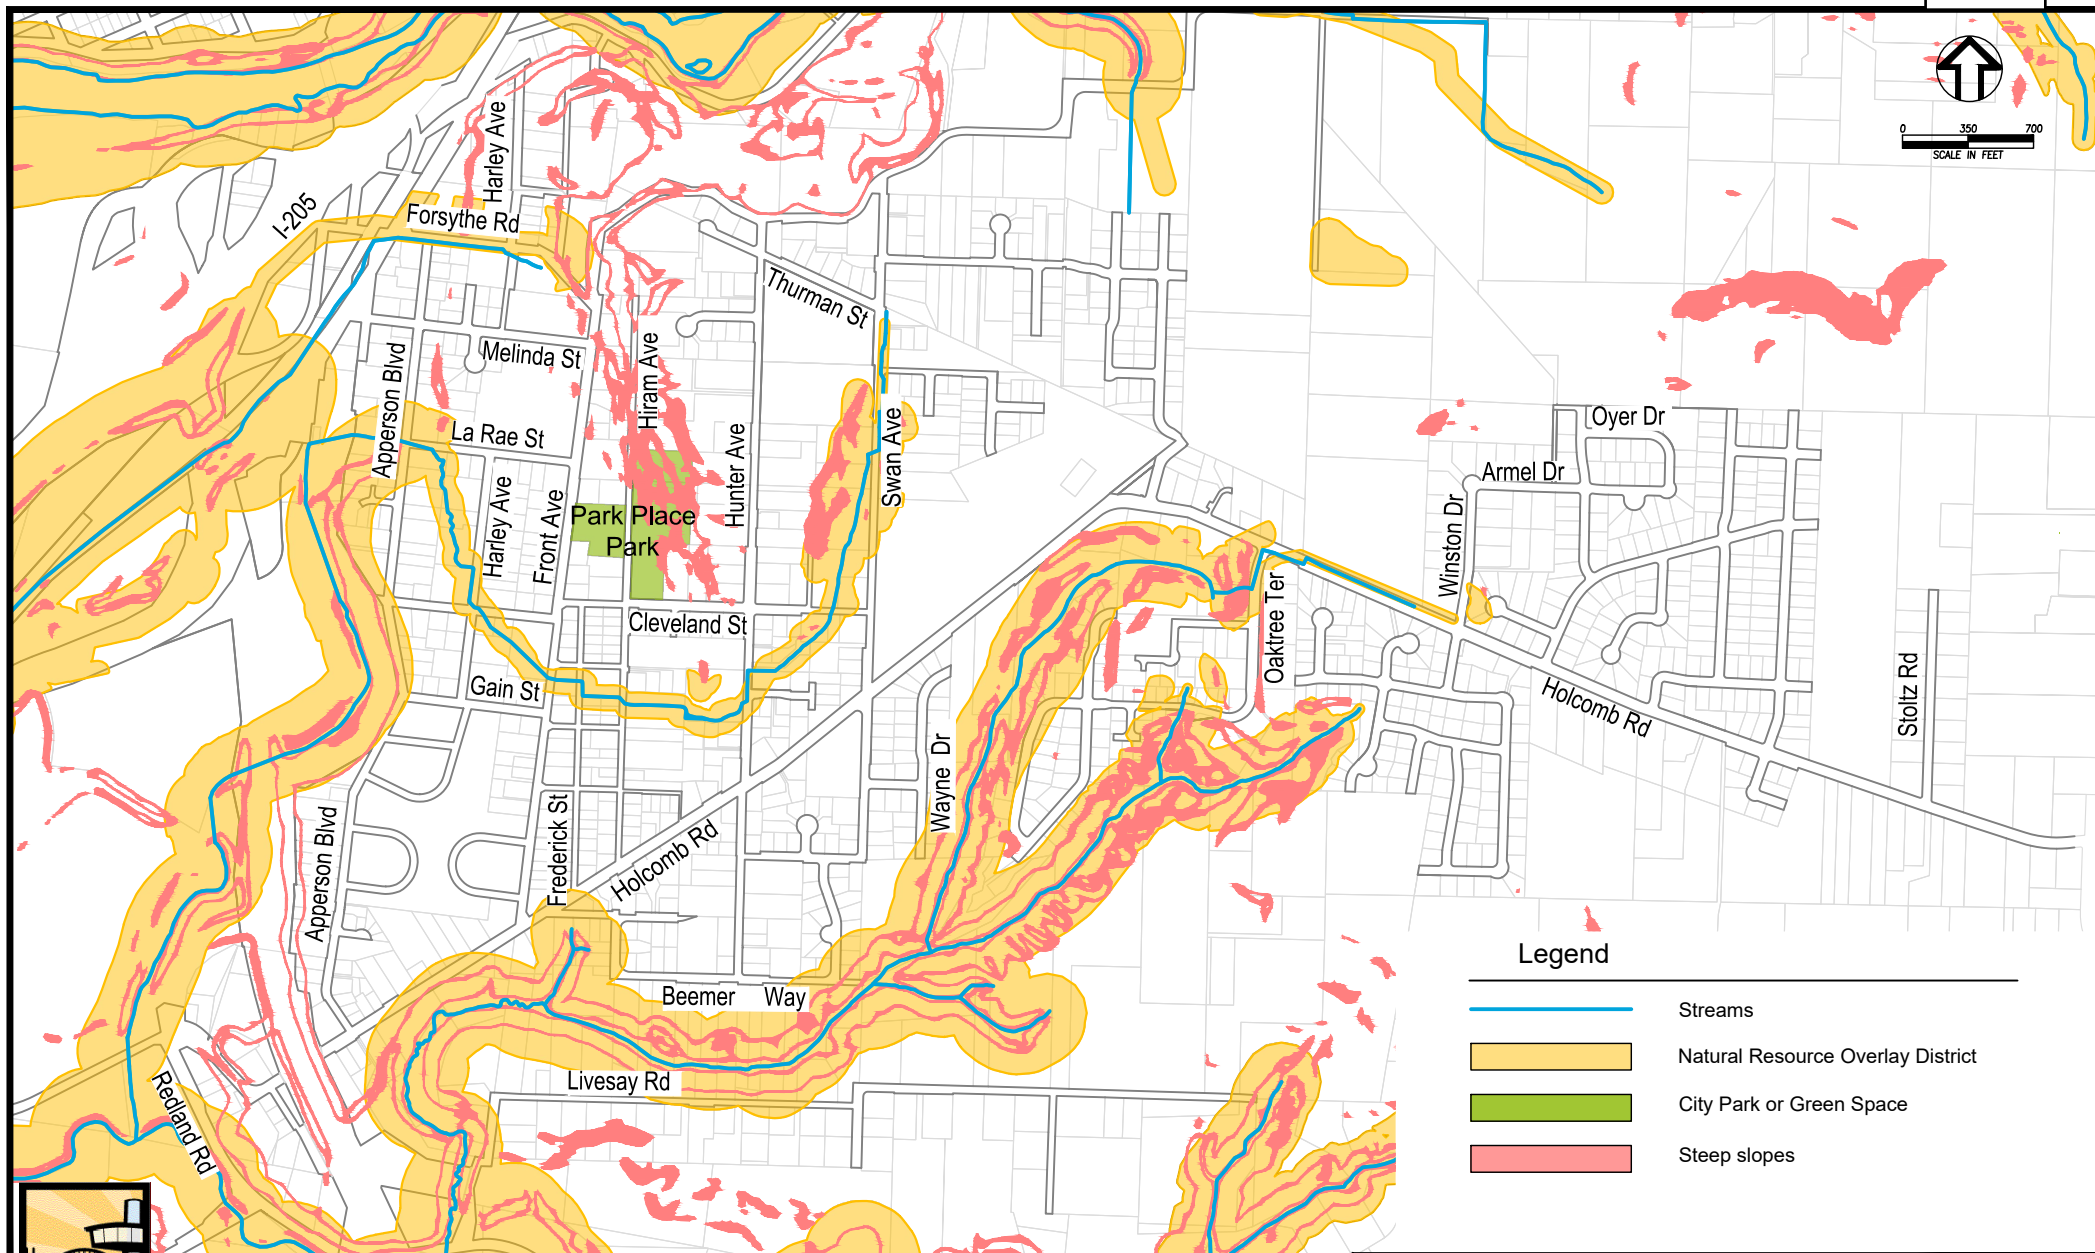 0 350 700
SCALE IN FEET
I-205
Harley Ave
Forsythe Rd
Thurman St
Melinda St
Hiram Ave
Apperson Blvd
La Rae St
Hunter Ave
Swan Ave
Oyer Dr
Armel Dr
Winston Dr
Harley Ave
Front Ave
Park Place
Park
Cleveland St
Oaktree Ter
Gain St
Holcomb Rd
Stoltz Rd
Wayne Dr
Frederick St
Holcomb Rd
Apperson Blvd
Beemer Way
Livesay Rd
Redland Rd
Legend
Streams
Natural Resource Overlay District
City Park or Green Space
Steep slopes